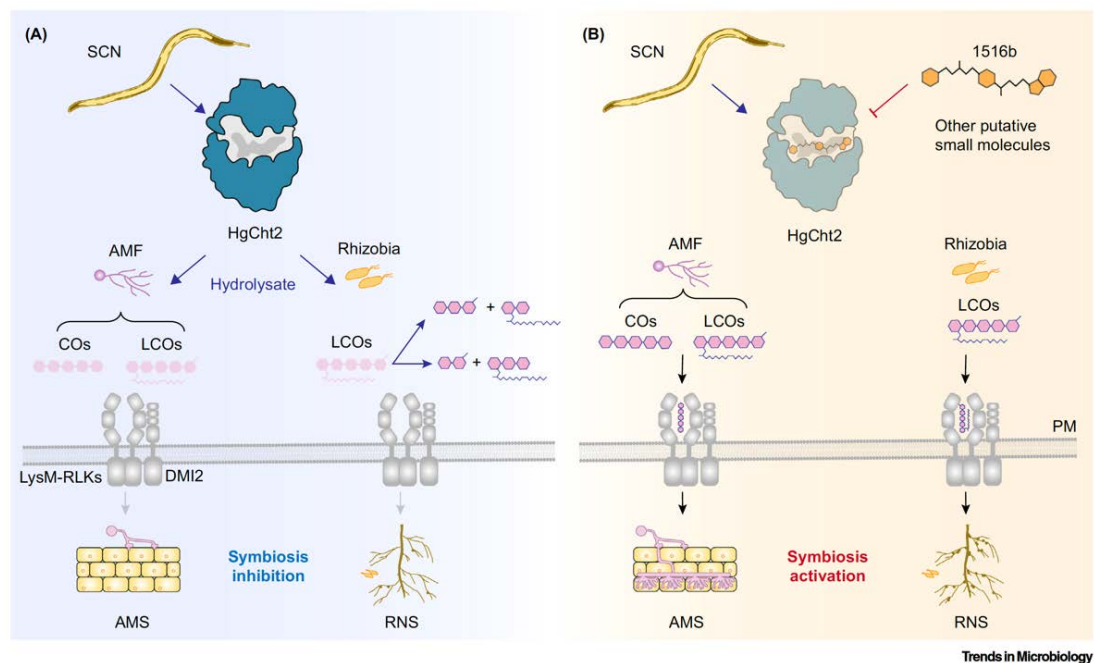 (A)
SCN
HgCht2
AMF
Rhizobia
Hydrolysate
COs
LCOs
LCOs
+
+
LysM-RLKs
DMI2
Symbiosis
inhibition
AMS
RNS
(B)
SCN
1516b
Other putative
small molecules
HgCht2
AMF
Rhizobia
COs
LCOs
LCOs
PM
Symbiosis
activation
AMS
RNS
Trends in Microbiology